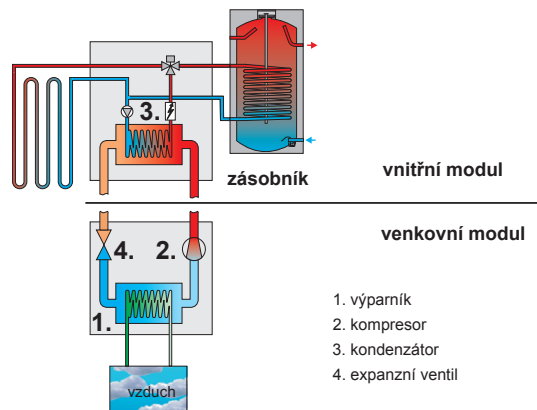 3.
zásobník
vnitřní modul
venkovní modul
4.
2.
1.
vzduch
1. výparník
2. kompresor
3. kondenzátor
4. expanzní ventil